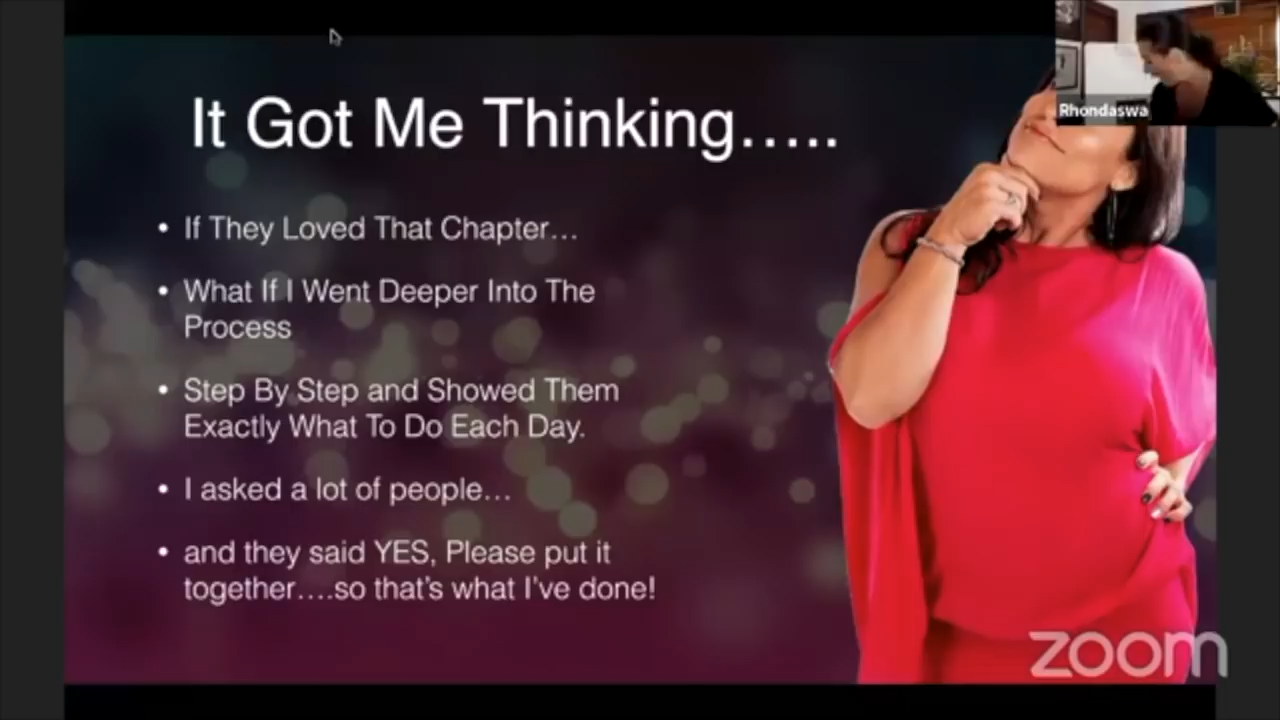 It Got Me Thinking…..
Rhondaswa
• If They Loved That Chapter…
• What If I Went Deeper Into The
Process
• Step By Step and Showed Them
Exactly What To Do Each Day.
• I asked a lot of people…
• and they said YES, Please put it
together….so that's what I've done!
zoom